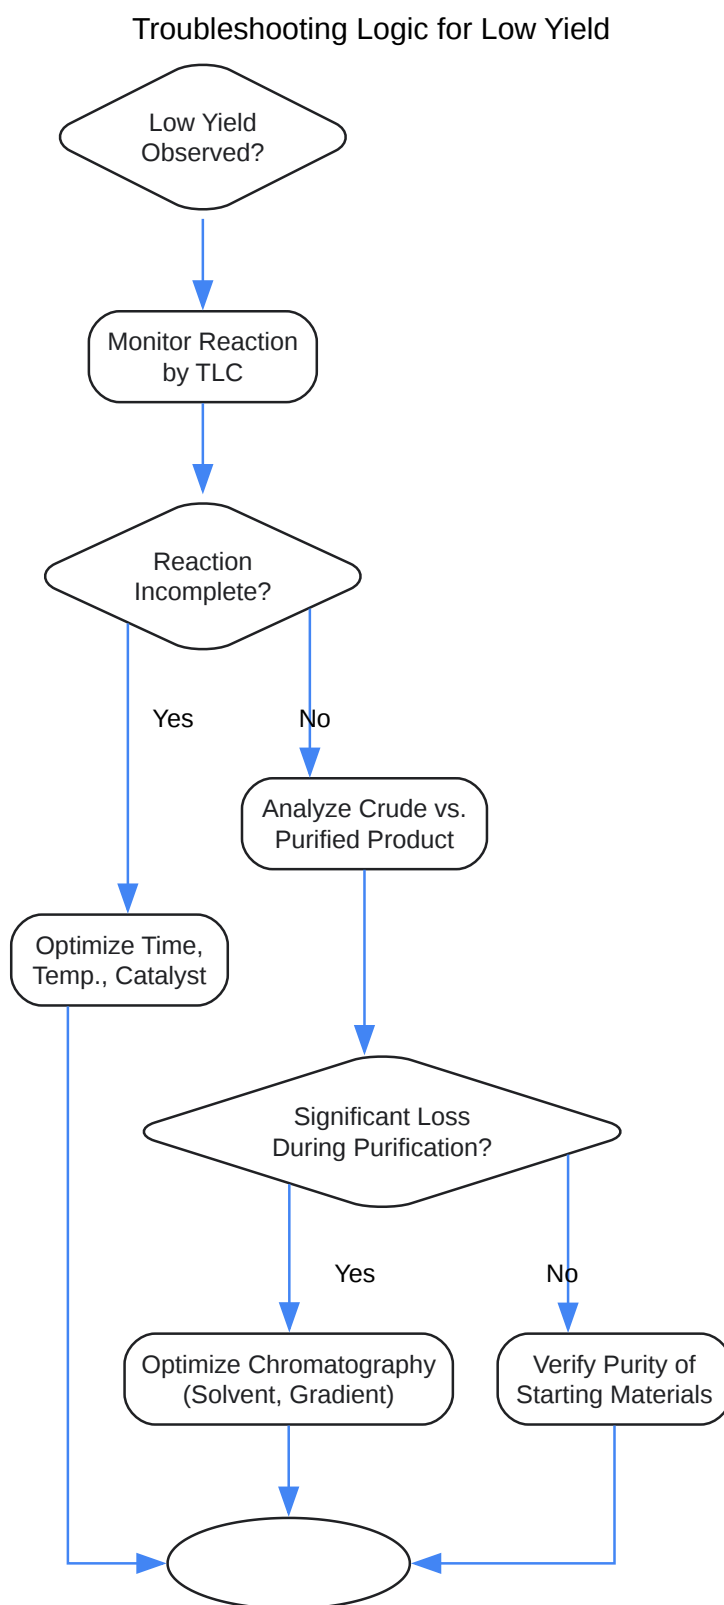 Troubleshooting Logic for Low Yield
Low Yield
Observed?
Monitor Reaction
by TLC
Reaction
Incomplete?
Yes
No
Analyze Crude vs.
Purified Product
Optimize Time,
Temp., Catalyst
Significant Loss
During Purification?
Yes
No
Optimize Chromatography
(Solvent, Gradient)
Verify Purity of
Starting Materials